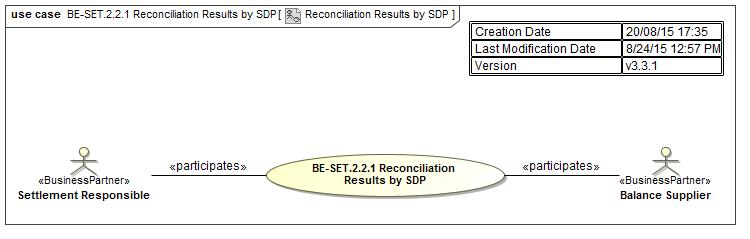 use case BE-SET.2.2.1 Reconciliation Results by SDP [ Reconciliation Results by SDP ]
Creation Date 20/08/15 17:35
Last Modification Date 8/24/15 12:57 PM
Version v3.3.1
«participates» «participates»
BE-SET.2.2.1 Reconciliation
Results by SDP
«BusinessPartner» «BusinessPartner»
Settlement Responsible Balance Supplier